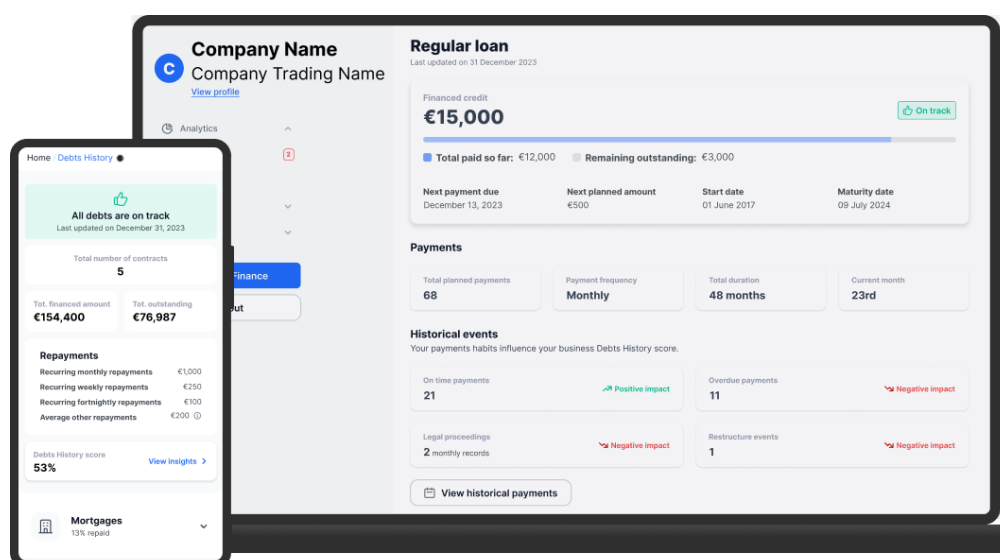 Company Name
C
Company Trading Name
View profile
Analytics
2
Finance
Regular loan
Last updated on 31 December 2023
Financed credit
€15,000
On track
Total paid so far: €12,000 Remaining outstanding: €3,000
Next payment due Next planned amount Start date Maturity date
December 13, 2023 €500 01 June 2017 09 July 2024
Payments
Total planned payments Payment frequency Total duration Current month
68 Monthly 48 months 23rd
Historical events
Your payments habits influence your business Debts History score.
On time payments Overdue payments
21 Positive impact 11 Negative impact
Legal proceedings Restructure events
2 monthly records Negative impact 1 Negative impact
View historical payments
Home / Debts History
All debts are on track
Last updated on December 31, 2023
Total number of contracts
5
Tot. financed amount Tot. outstanding
€154,400 €76,987
Repayments
Recurring monthly repayments €1,000
Recurring weekly repayments €250
Recurring fortnightly repayments €100
Average other repayments €200
Debts History score
53% View insights
Mortgages
13% repaid